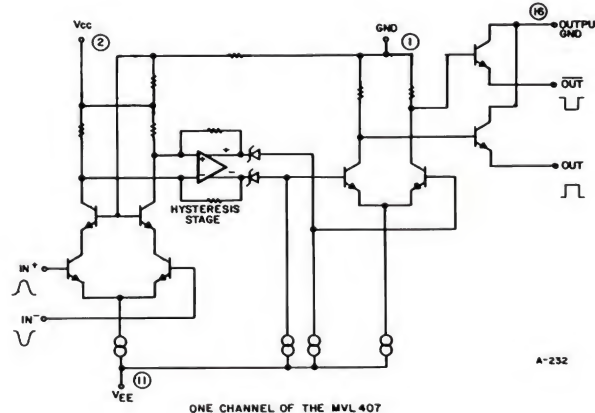 Vcc
2
GND
1
16
OUTPUT
GND
OUT
OUT
+
-
+
-
HYSTERESIS
STAGE
IN+
IN-
11
VEE
A-232
ONE CHANNEL OF THE MVL407